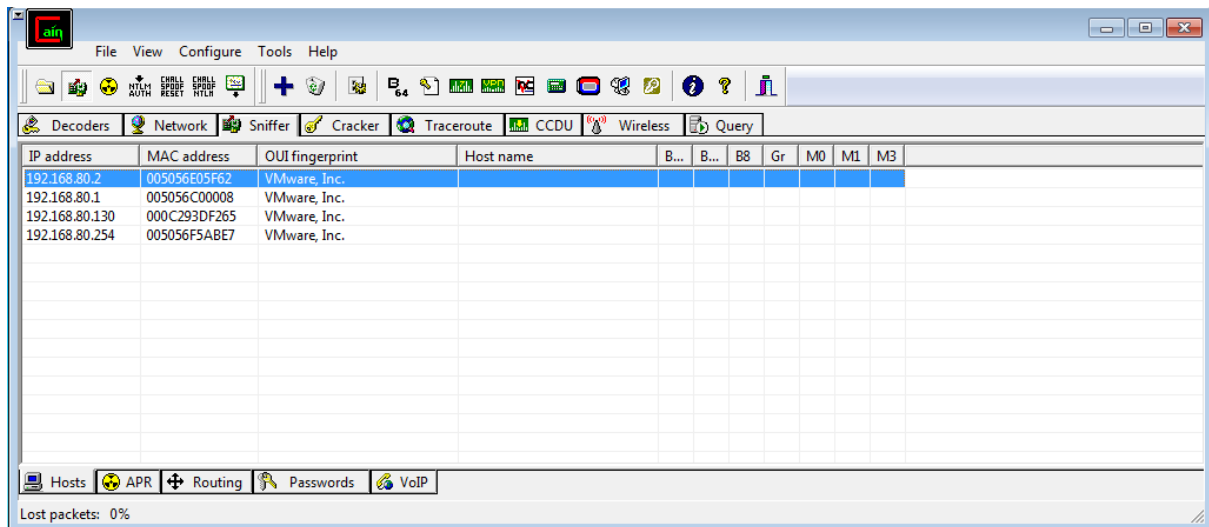 Cain
File View Configure Tools Help
NTLM AUTH CHALL SPOOF RESET CHALL SPOOF NTLM B64
Decoders Network Sniffer Cracker Traceroute CCDU Wireless Query
IP address MAC address OUI fingerprint Host name B... B... B8 Gr M0 M1 M3
192.168.80.2 005056E05F62 VMware, Inc.
192.168.80.1 005056C00008 VMware, Inc.
192.168.80.130 000C293DF265 VMware, Inc.
192.168.80.254 005056F5ABE7 VMware, Inc.
Hosts APR Routing Passwords VoIP
Lost packets: 0%